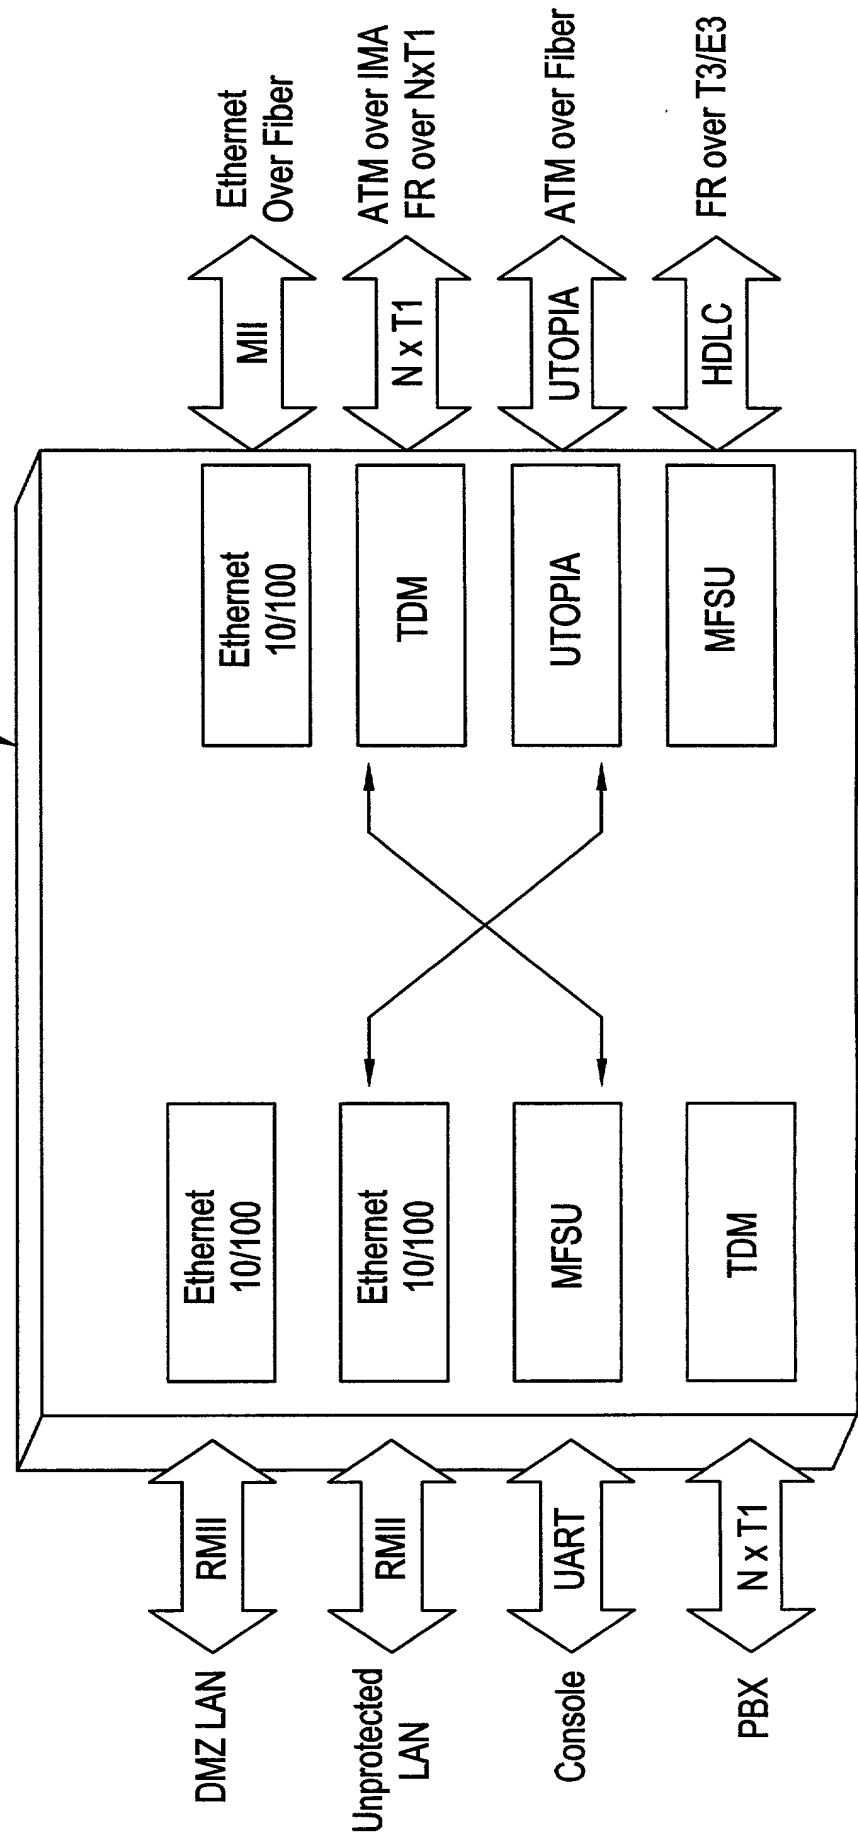 DMZ LAN
RMII
Ethernet
10/100
Ethernet
10/100
MII
Ethernet
Over Fiber
Unprotected
LAN
RMII
Ethernet
10/100
TDM
N x T1
ATM over IMA
FR over NxT1
Console
UART
MFSU
UTOPIA
UTOPIA
ATM over Fiber
PBX
N x T1
TDM
MFSU
HDLC
FR over T3/E3